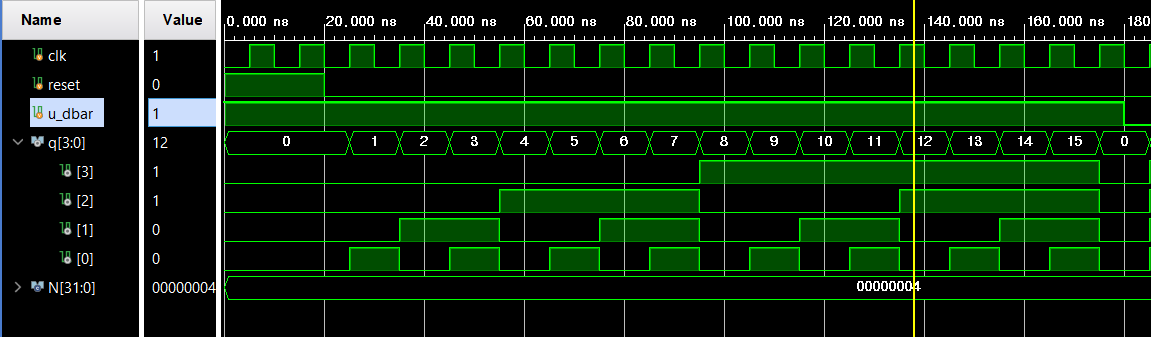 Name Value 0.000 ns 20.000 ns 40.000 ns 60.000 ns 80.000 ns 100.000 ns 120.000 ns 140.000 ns 160.000 ns 180
clk 1
reset 0
u_dbar 1
q[3:0] 12 0 1 2 3 4 5 6 7 8 9 10 11 12 13 14 15 0
[3] 1
[2] 1
[1] 0
[0] 0
N[31:0] 00000004 00000004